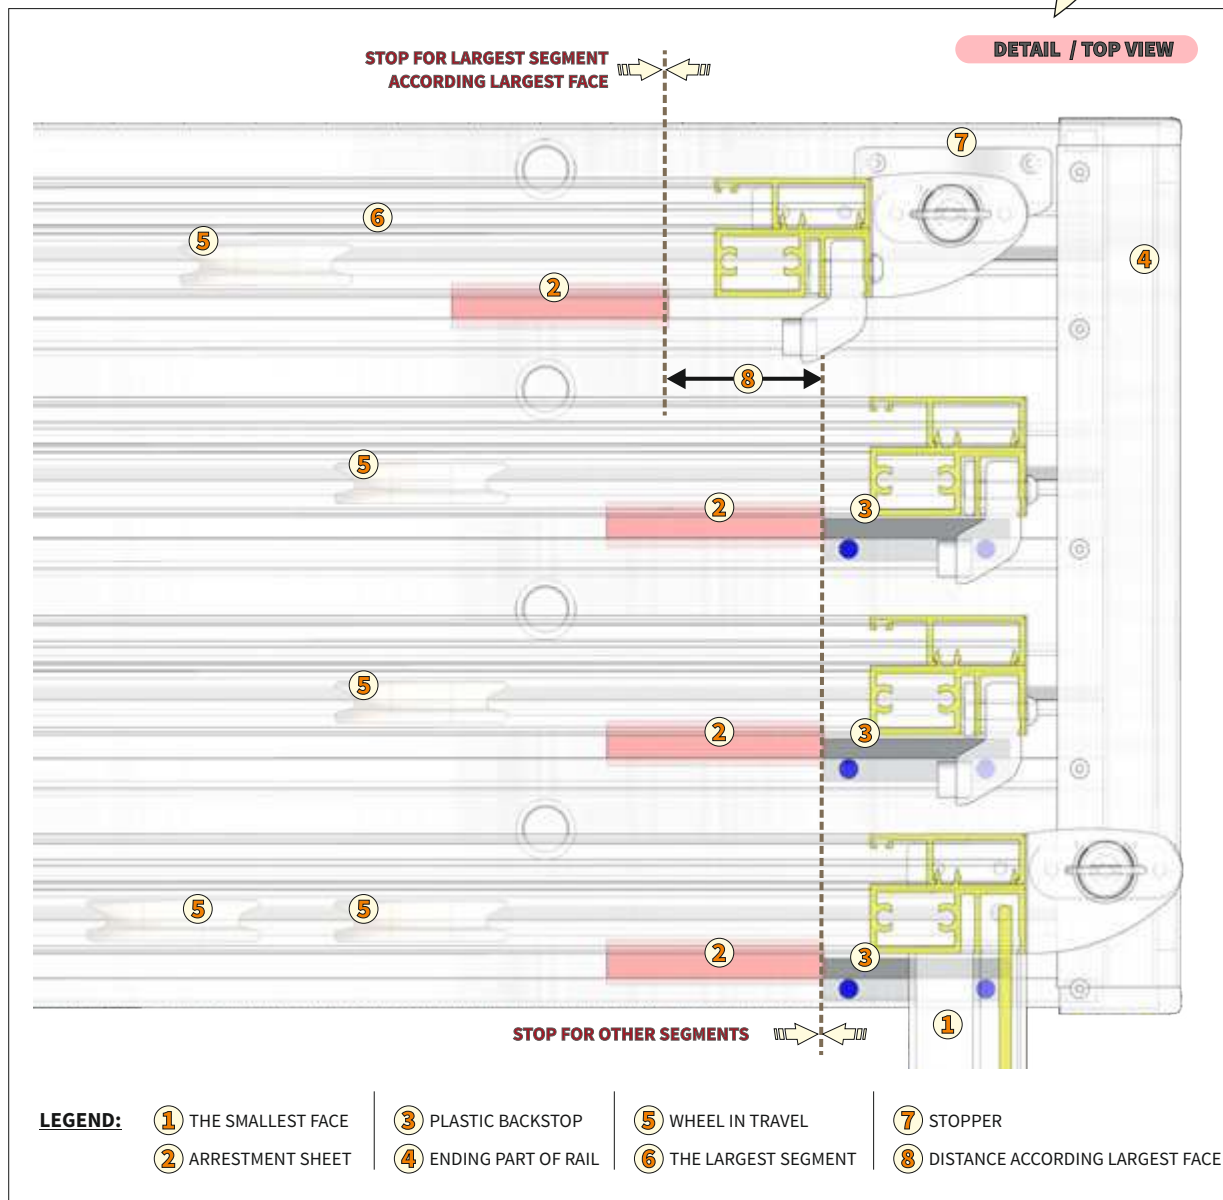 DETAIL / TOP VIEW
STOP FOR LARGEST SEGMENT
ACCORDING LARGEST FACE
7
6
5
4
2
8
5
2
3
5
2
3
5
5
2
3
1
STOP FOR OTHER SEGMENTS
LEGEND:
1 THE SMALLEST FACE
2 ARRESTMENT SHEET
3 PLASTIC BACKSTOP
4 ENDING PART OF RAIL
5 WHEEL IN TRAVEL
6 THE LARGEST SEGMENT
7 STOPPER
8 DISTANCE ACCORDING LARGEST FACE